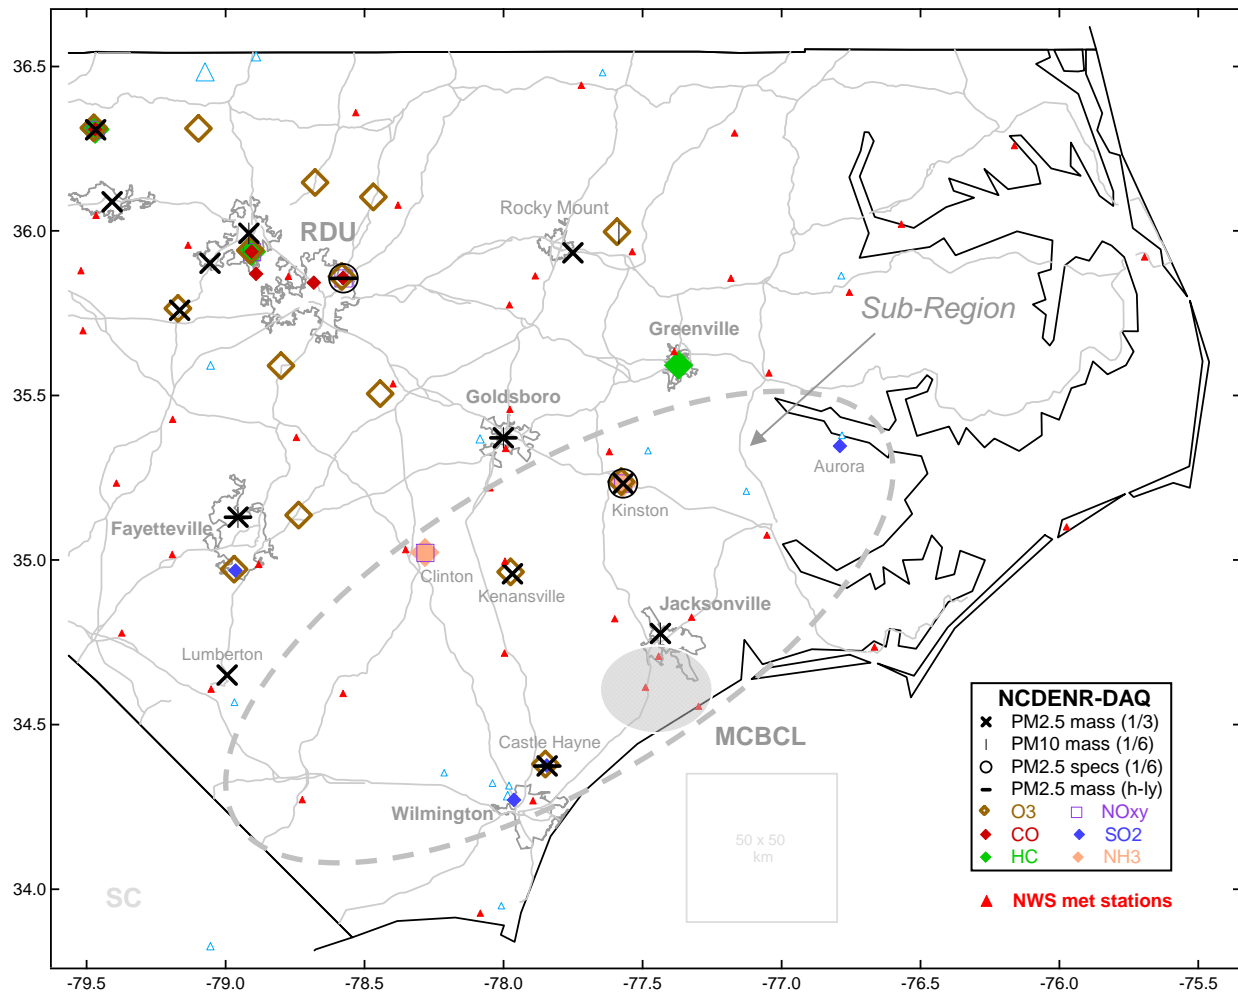 36.5
36.0
35.5
35.0
34.5
34.0
RDU
Rocky Mount
Sub-Region
Greenville
Goldsboro
Aurora
Kinston
Fayetteville
Clinton
Kenansville
Jacksonville
Lumberton
MCBCL
Castle Hayne
Wilmington
50 x 50
km
SC
NCDENR-DAQ
PM2.5 mass (1/3)
PM10 mass (1/6)
PM2.5 specs (1/6)
PM2.5 mass (h-ly)
O3 NOxy
CO SO2
HC NH3
NWS met stations
-79.5 -79.0 -78.5 -78.0 -77.5 -77.0 -76.5 -76.0 -75.5